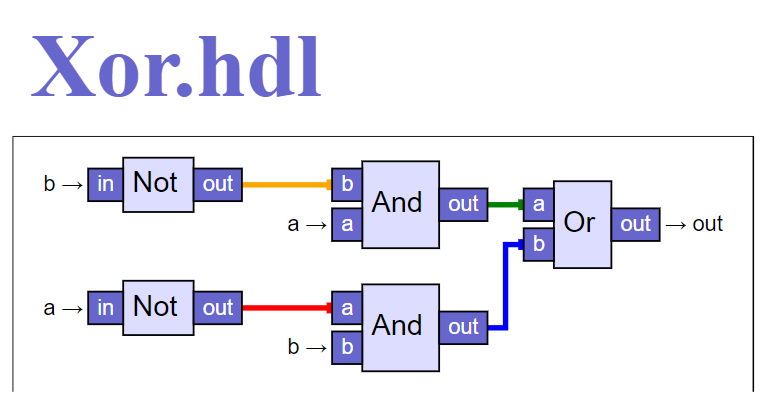 Xor.hdl
b → in Not out b And out a Or out → out
a → a b
a → in Not out a And out
b → b